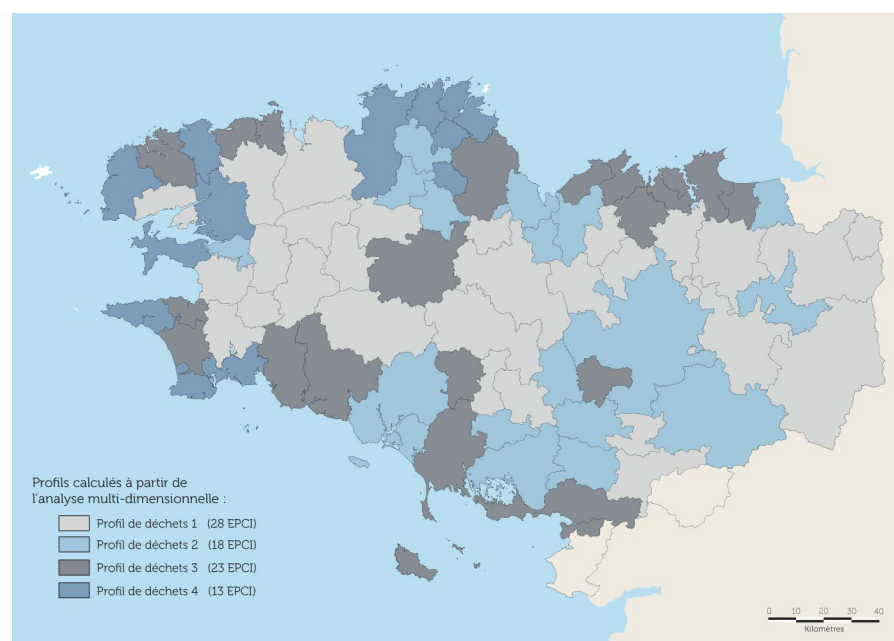 Profils calculés à partir de
l'analyse multi-dimensionnelle :
Profil de déchets 1 (28 EPCI)
Profil de déchets 2 (18 EPCI)
Profil de déchets 3 (23 EPCI)
Profil de déchets 4 (13 EPCI)
0 10 20 30 40
Kilomètres